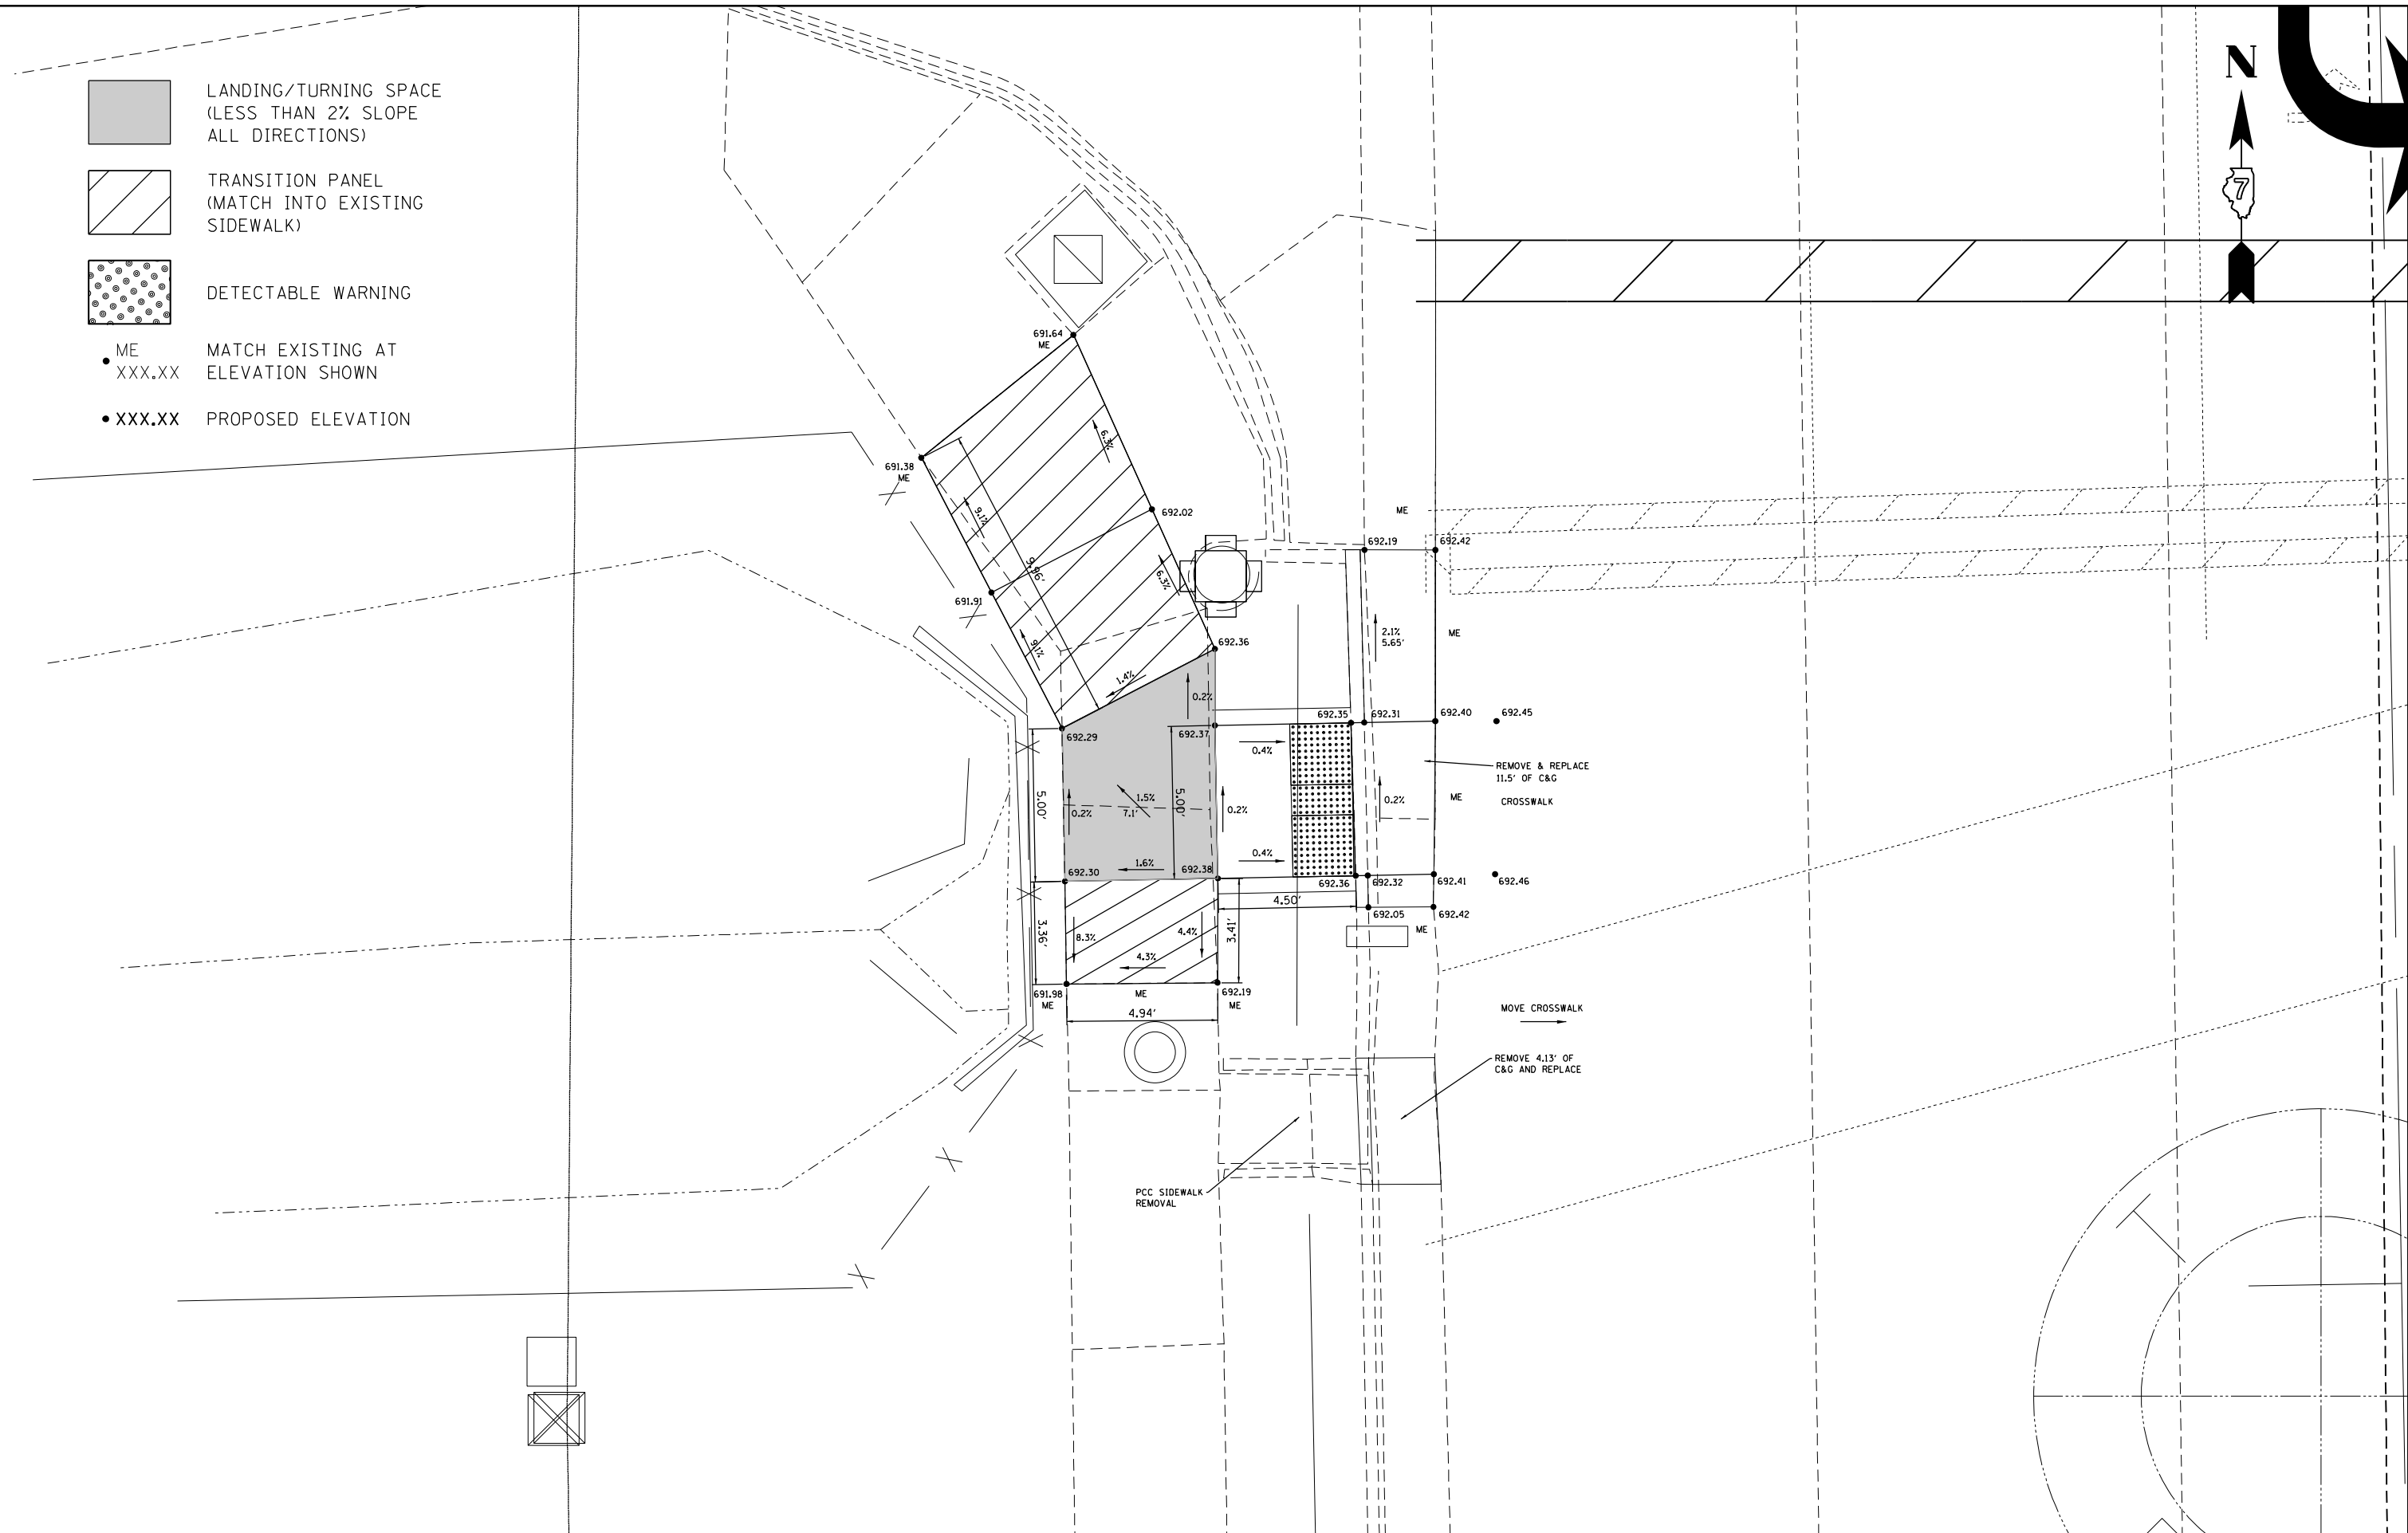 LANDING/TURNING SPACE
(LESS THAN 2% SLOPE
ALL DIRECTIONS)
TRANSITION PANEL
(MATCH INTO EXISTING
SIDEWALK)
DETECTABLE WARNING
ME
XXX.XX
MATCH EXISTING AT
ELEVATION SHOWN
XXX.XX PROPOSED ELEVATION
N
7
691.64
ME
6.3%
691.38
ME
9.1%
692.02
9.96'
6.3%
691.91
9.1%
692.36
1.4%
0.2%
692.29
692.37
5.00'
5.00'
0.2%
1.5%
7.1'
0.2%
1.6%
692.30
692.38
0.4%
0.4%
ME
692.19
692.42
2.1%
5.65'
ME
692.35
692.31
692.40
692.45
REMOVE & REPLACE
11.5' OF C&G
CROSSWALK
0.2%
ME
692.36
692.32
692.41
692.46
4.50'
692.05
692.42
ME
3.36'
8.3%
4.4%
3.41'
4.3%
691.98
ME
ME
692.19
ME
4.94'
MOVE CROSSWALK
REMOVE 4.13' OF
C&G AND REPLACE
PCC SIDEWALK
REMOVAL